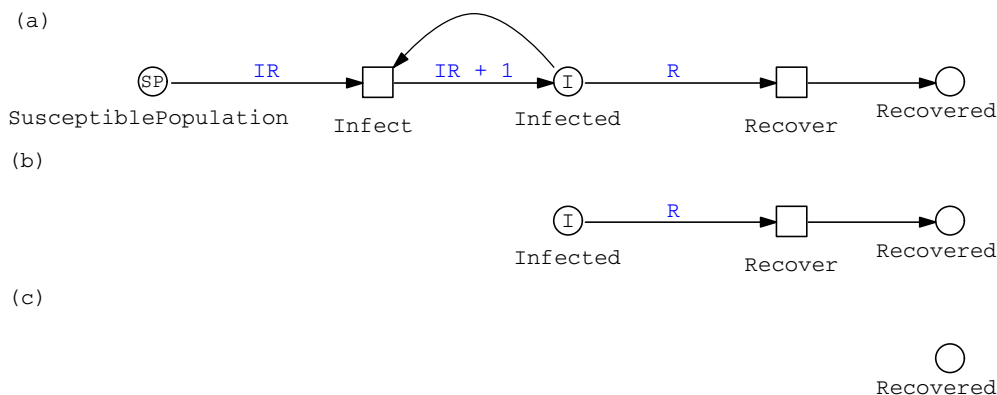 (a)
IR IR + 1 R
SP I
SusceptiblePopulation Infect Infected Recover Recovered
(b)
R
I
Infected Recover Recovered
(c)
Recovered